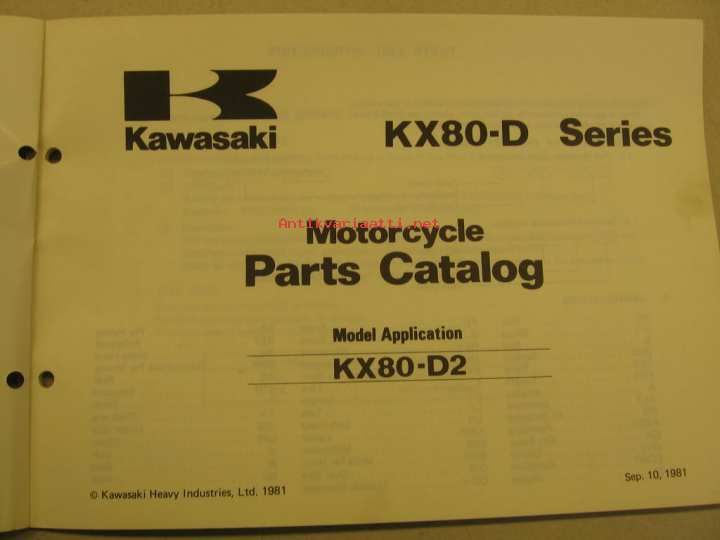 Kawasaki
KX80-D Series
Antikvariaatti.net
Motorcycle
Parts Catalog
Model Application
KX80-D2
© Kawasaki Heavy Industries, Ltd. 1981
Sep. 10, 1981